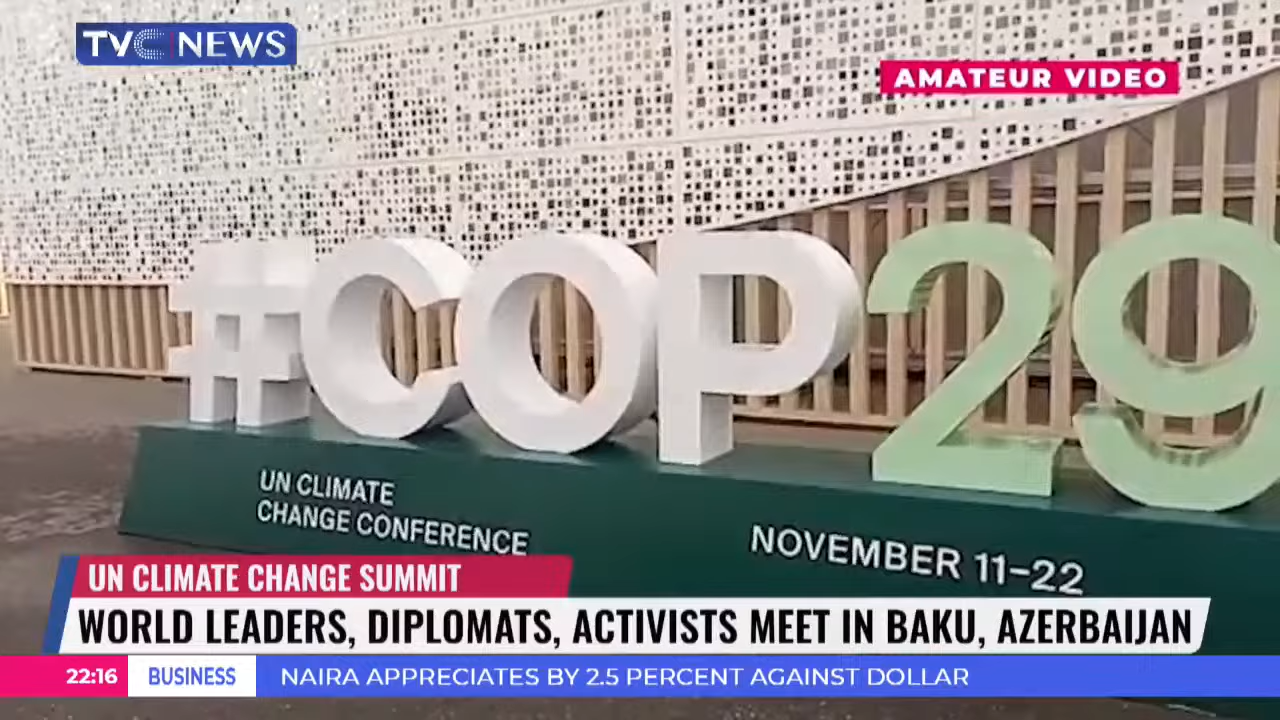 TVC NEWS
AMATEUR VIDEO
#COP29
UN CLIMATE
CHANGE CONFERENCE
NOVEMBER 11–22
UN CLIMATE CHANGE SUMMIT
WORLD LEADERS, DIPLOMATS, ACTIVISTS MEET IN BAKU, AZERBAIJAN
22:16 BUSINESS NAIRA APPRECIATES BY 2.5 PERCENT AGAINST DOLLAR